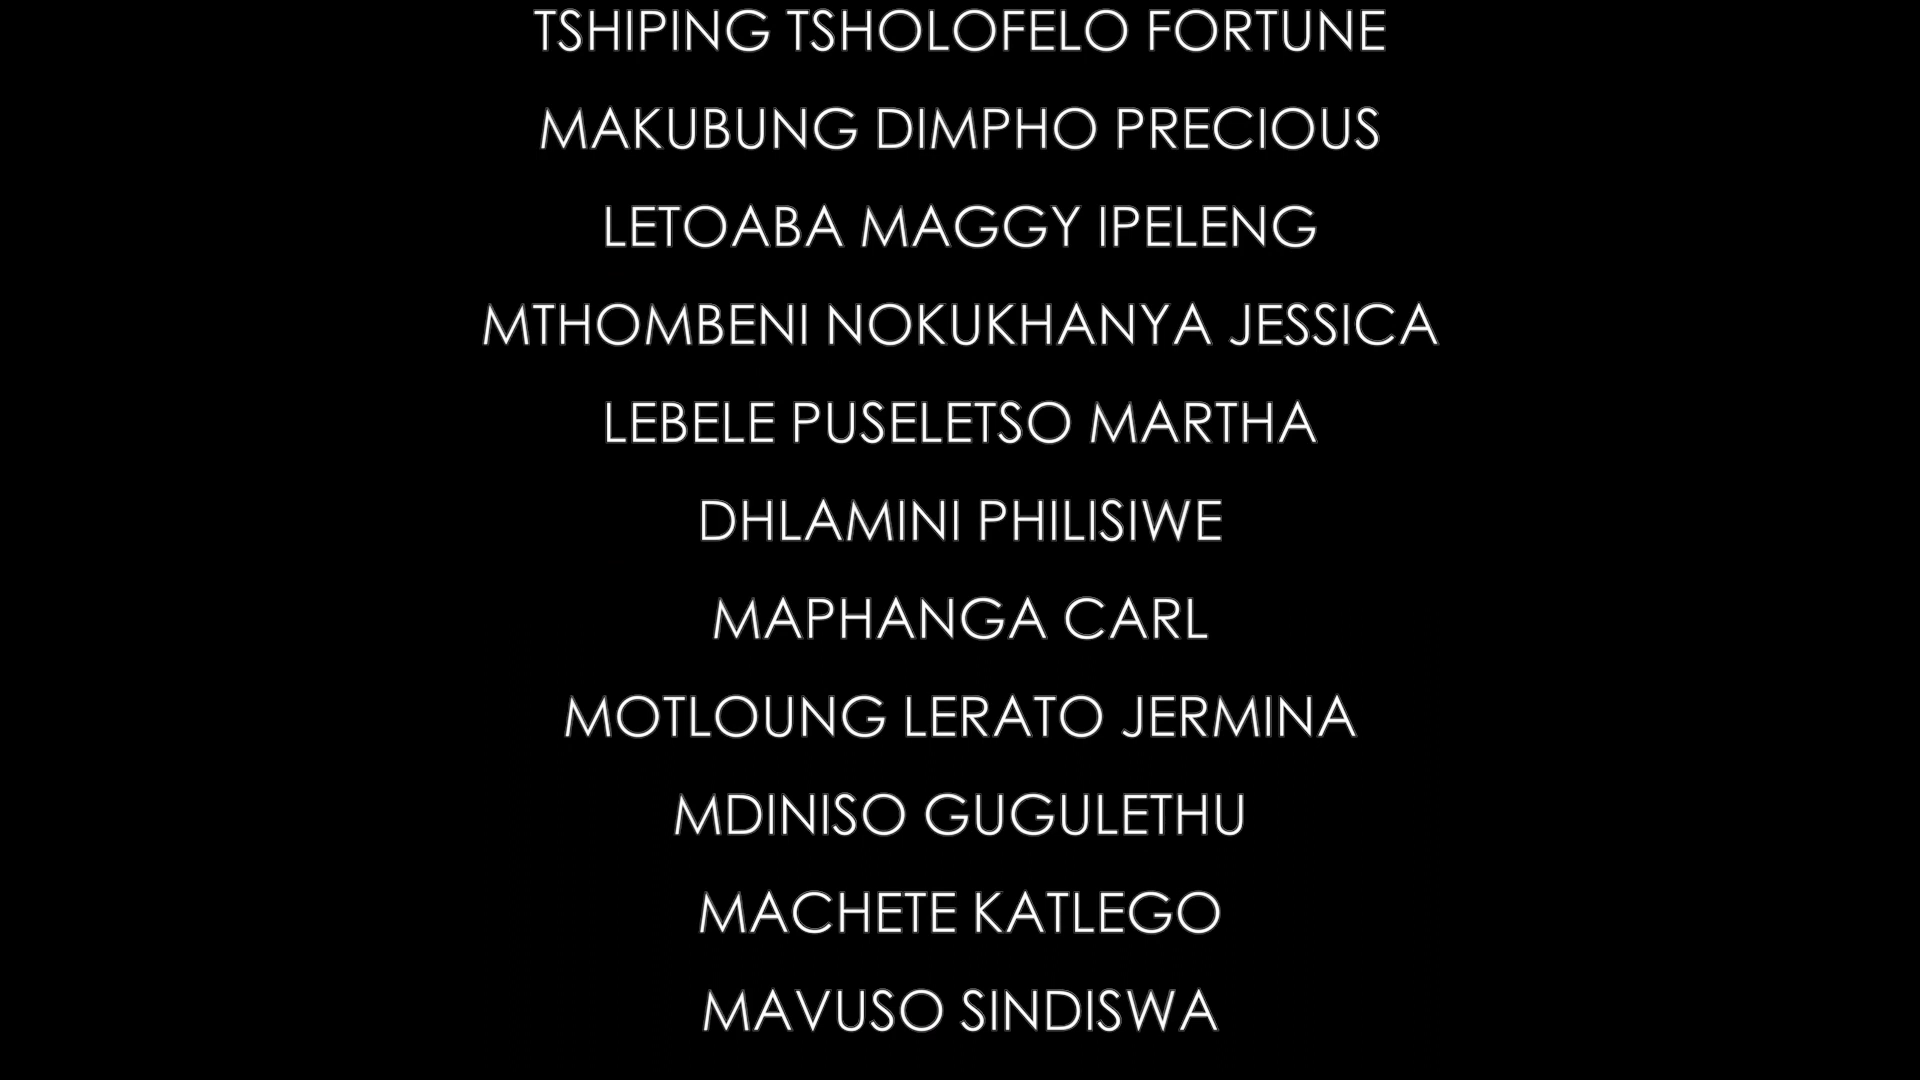 TSHIPING TSHOLOFELO FORTUNE
MAKUBUNG DIMPHO PRECIOUS
LETOABA MAGGY IPELENG
MTHOMBENI NOKUKHANYA JESSICA
LEBELE PUSELETSO MARTHA
DHLAMINI PHILISIWE
MAPHANGA CARL
MOTLOUNG LERATO JERMINA
MDINISO GUGULETHU
MACHETE KATLEGO
MAVUSO SINDISWA